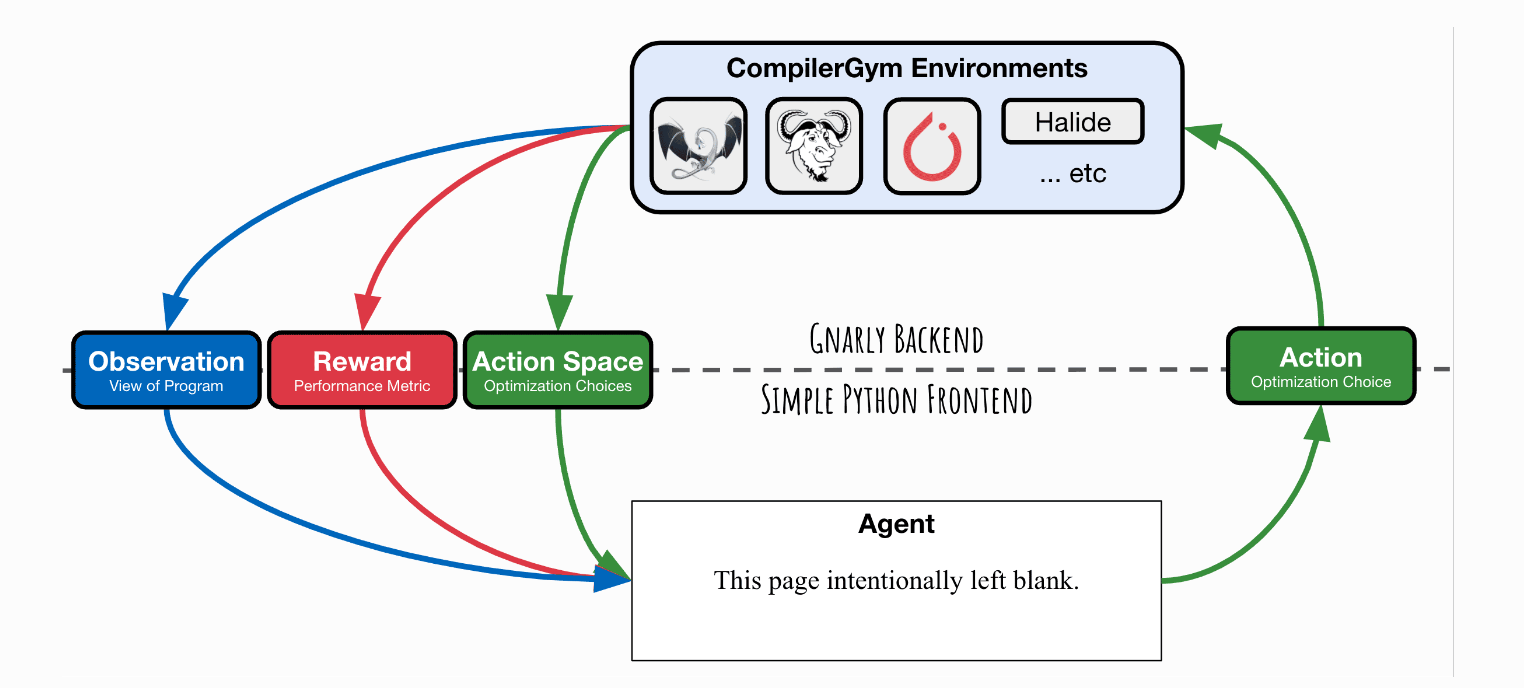 CompilerGym Environments
Halide
... etc
Gnarly Backend
Observation
View of Program
Reward
Performance Metric
Action Space
Optimization Choices
Action
Optimization Choice
Simple Python Frontend
Agent
This page intentionally left blank.